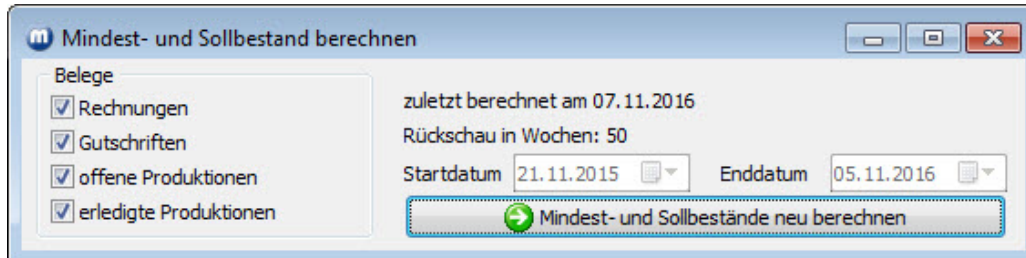 Mindest- und Sollbestand berechnen
Belege
Rechnungen
Gutschriften
offene Produktionen
erledigte Produktionen
zuletzt berechnet am 07.11.2016
Rückschau in Wochen: 50
Startdatum 21.11.2015 Enddatum 05.11.2016
Mindest- und Sollbestände neu berechnen